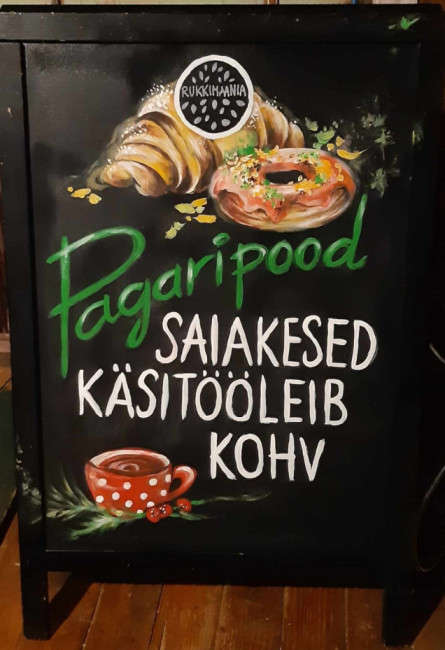 RUKKIMAANIA
Pagaripood
SAIAKESED
KÄSITÖÖLEIB
KOHV